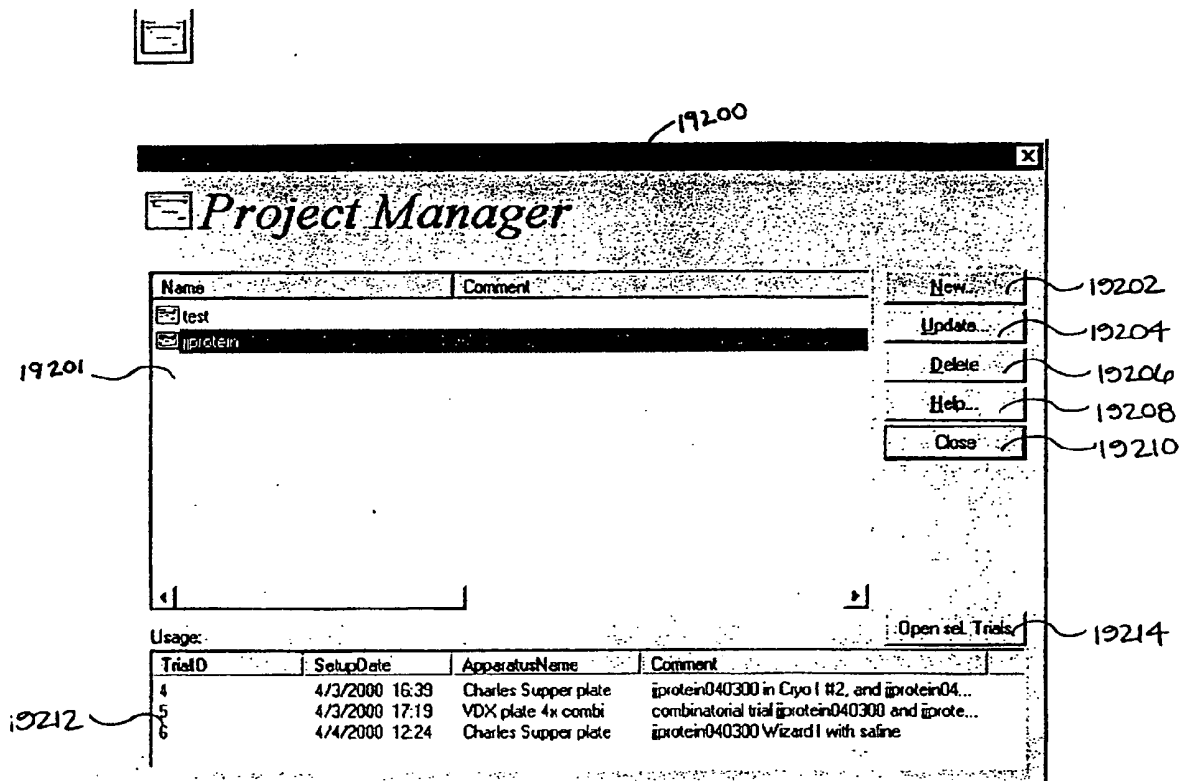 19200
Project Manager
Name Comment
New... 19202
test
Update... 19204
jjprotein
19201
Delete 19206
Help... 19208
Close 19210
Open sel. Trials 19214
Usage:
TrialID SetupDate ApparatusName Comment
4 4/3/2000 16:39 Charles Supper plate jjprotein040300 in Cryo I #2, and jjprotein04...
5 4/3/2000 17:19 VDX plate 4x combi combinatorial trial jjprotein040300 and jjprote...
19212
6 4/4/2000 12:24 Charles Supper plate jjprotein040300 Wizard I with saline